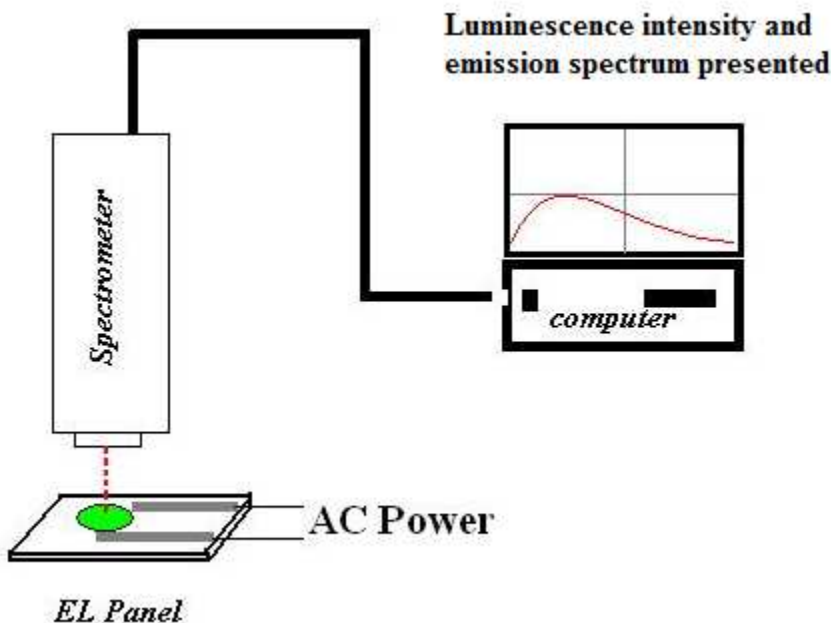 Luminescence intensity and
emission spectrum presented
Spectrometer
computer
AC Power
EL Panel